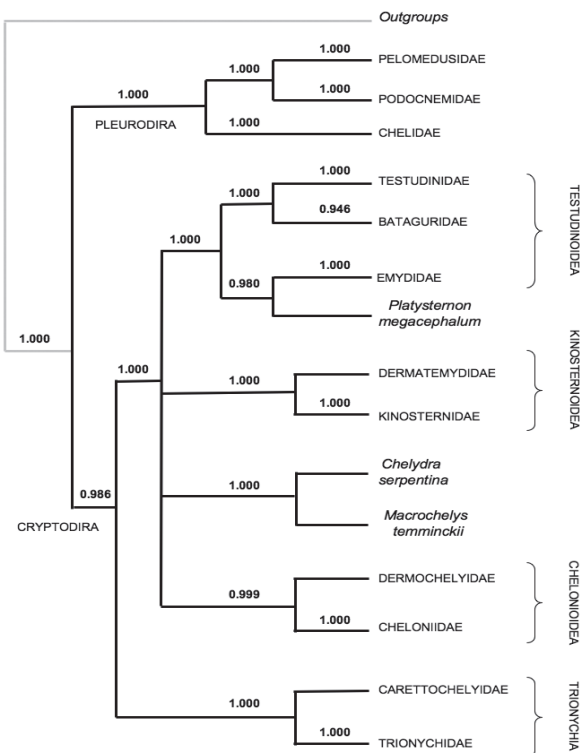 Outgroups
1.000
PELOMEDUSIDAE
1.000
1.000
1.000
PODOCNEMIDAE
PLEURODIRA
1.000
CHELIDAE
1.000
TESTUDINIDAE
1.000
0.946
BATAGURIDAE
1.000
1.000
EMYDIDAE
0.980
Platysternon
megacephalum
TESTUDINOIDEA
1.000
1.000
DERMATEMYDIDAE
1.000
1.000
KINOSTERNIDAE
KINOSTERNOIDEA
Chelydra
serpentina
1.000
0.986
Macrochelys
temminckii
CRYPTODIRA
DERMOCHELYIDAE
0.999
1.000
CHELONIIDAE
CHELONIOIDEA
CARETTOCHELYIDAE
1.000
1.000
TRIONYCHIDAE
TRIONYCHIA